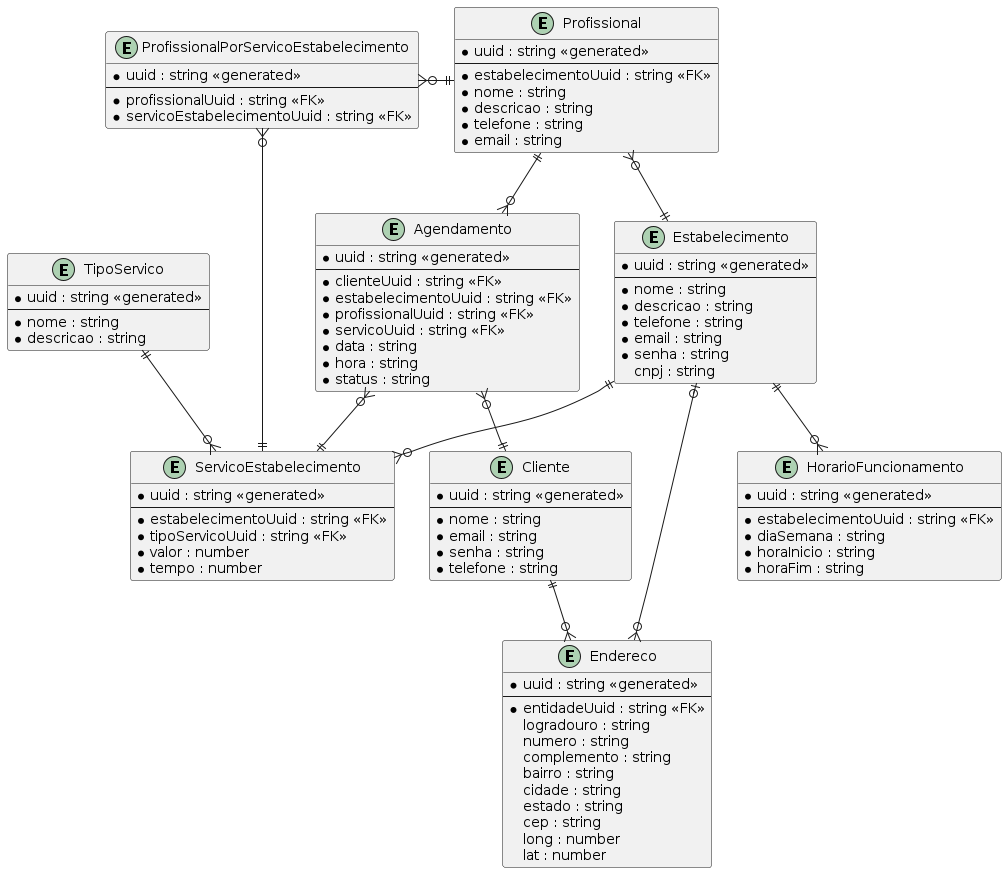 E Profissional
* uuid : string «generated»
* estabelecimentoUuid : string «FK»
* nome : string
* descricao : string
* telefone : string
* email : string
E ProfissionalPorServicoEstabelecimento
* uuid : string «generated»
* profissionalUuid : string «FK»
* servicoEstabelecimentoUuid : string «FK»
E Agendamento
* uuid : string «generated»
* clienteUuid : string «FK»
* estabelecimentoUuid : string «FK»
* profissionalUuid : string «FK»
* servicoUuid : string «FK»
* data : string
* hora : string
* status : string
E Estabelecimento
* uuid : string «generated»
* nome : string
* descricao : string
* telefone : string
* email : string
* senha : string
cnpj : string
E TipoServico
* uuid : string «generated»
* nome : string
* descricao : string
E ServicoEstabelecimento
* uuid : string «generated»
* estabelecimentoUuid : string «FK»
* tipoServicoUuid : string «FK»
* valor : number
* tempo : number
E Cliente
* uuid : string «generated»
* nome : string
* email : string
* senha : string
* telefone : string
E HorarioFuncionamento
* uuid : string «generated»
* estabelecimentoUuid : string «FK»
* diaSemana : string
* horaInicio : string
* horaFim : string
E Endereco
* uuid : string «generated»
* entidadeUuid : string «FK»
logradouro : string
numero : string
complemento : string
bairro : string
cidade : string
estado : string
cep : string
long : number
lat : number